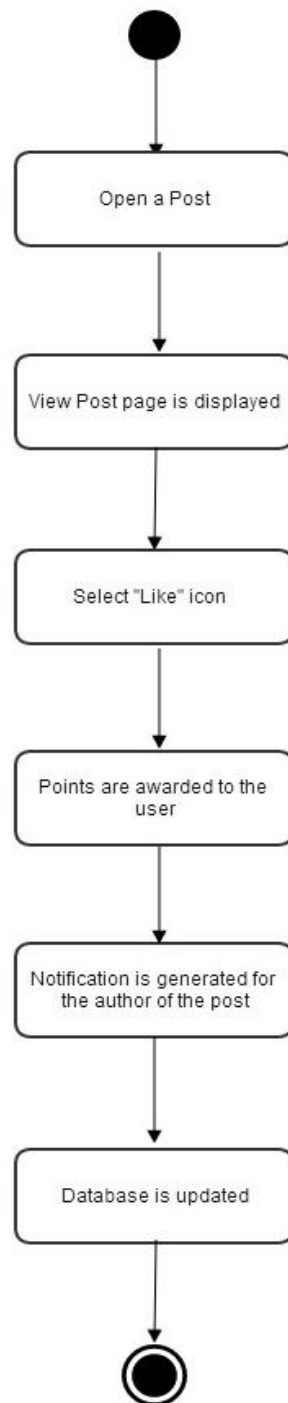 Open a Post
View Post page is displayed
Select "Like" icon
Points are awarded to the
user
Notification is generated for
the author of the post
Database is updated